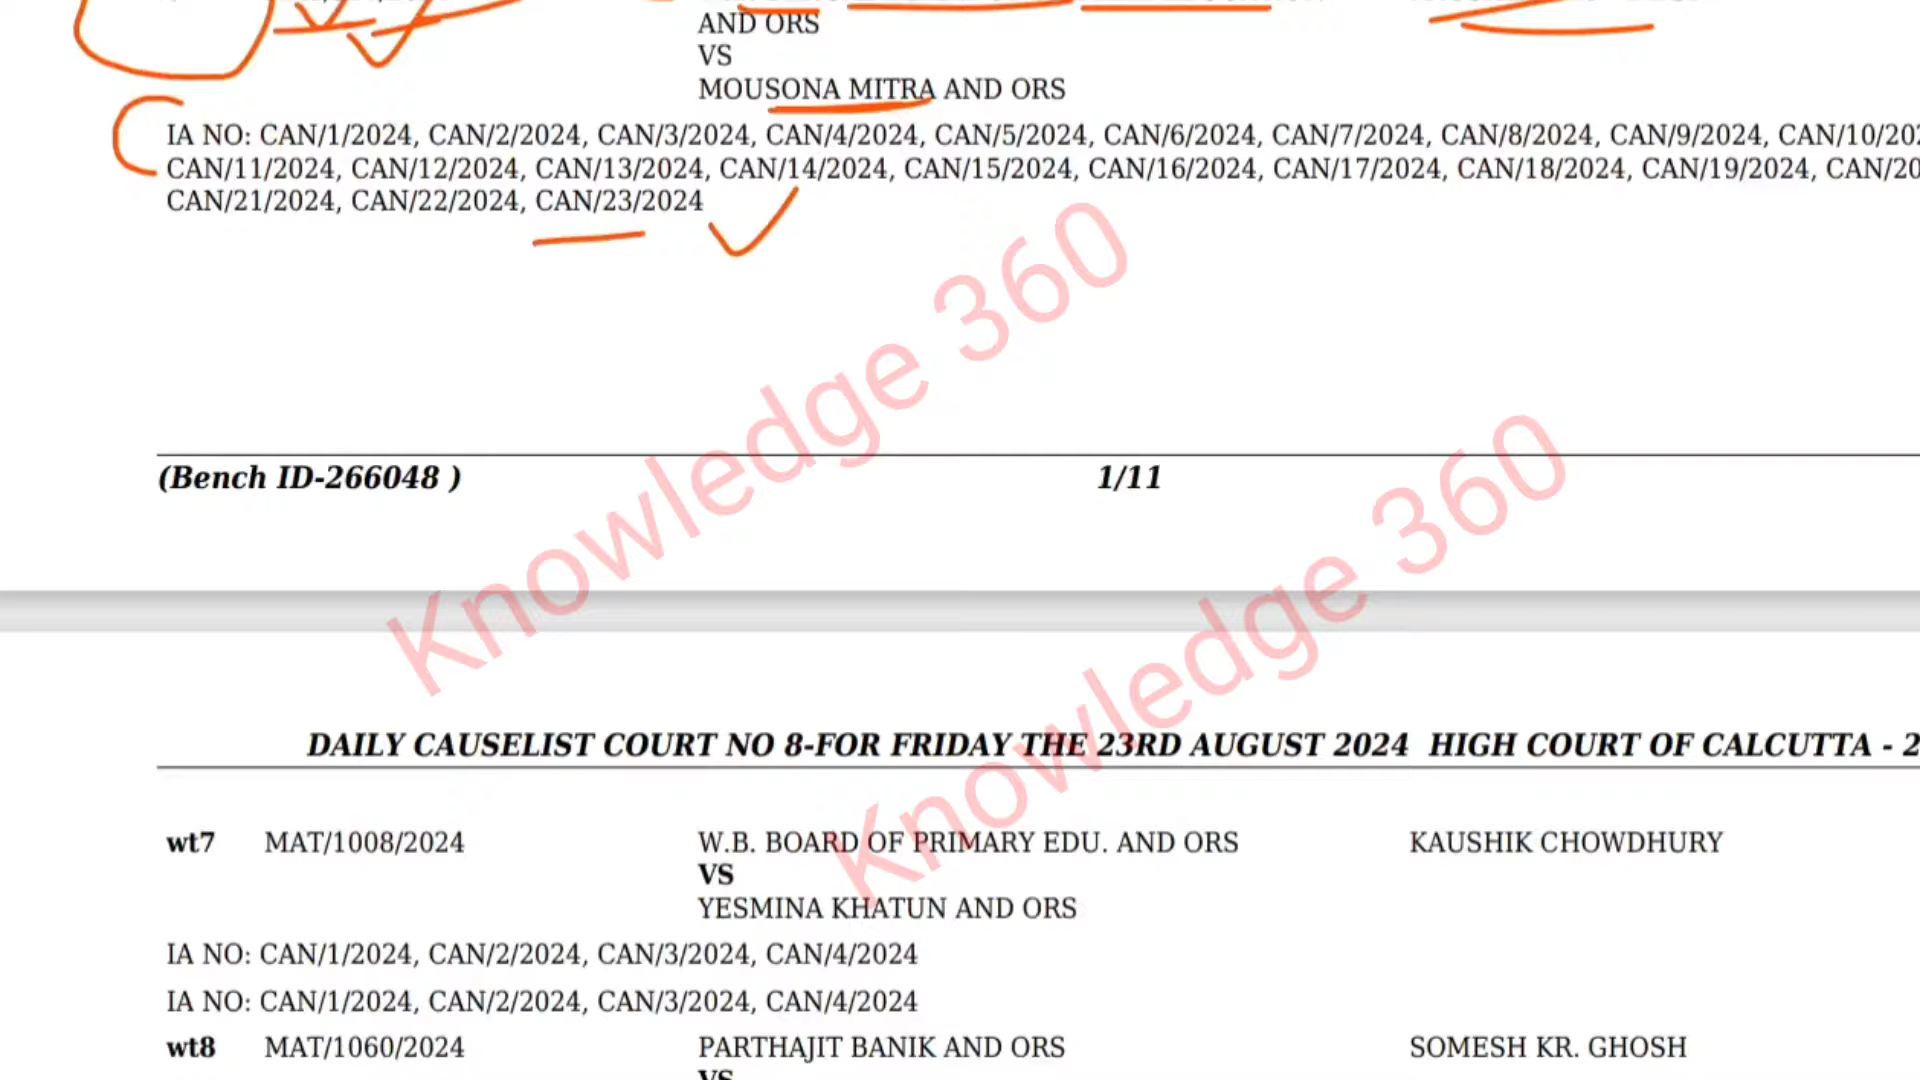 AND ORS
VS
MOUSONA MITRA AND ORS
IA NO: CAN/1/2024, CAN/2/2024, CAN/3/2024, CAN/4/2024, CAN/5/2024, CAN/6/2024, CAN/7/2024, CAN/8/2024, CAN/9/2024, CAN/10/202
CAN/11/2024, CAN/12/2024, CAN/13/2024, CAN/14/2024, CAN/15/2024, CAN/16/2024, CAN/17/2024, CAN/18/2024, CAN/19/2024, CAN/20
CAN/21/2024, CAN/22/2024, CAN/23/2024
Knowledge 360
(Bench ID-266048 ) 1/11
Knowledge 360
DAILY CAUSELIST COURT NO 8-FOR FRIDAY THE 23RD AUGUST 2024 HIGH COURT OF CALCUTTA - 2
wt7 MAT/1008/2024 W.B. BOARD OF PRIMARY EDU. AND ORS KAUSHIK CHOWDHURY
VS
YESMINA KHATUN AND ORS
IA NO: CAN/1/2024, CAN/2/2024, CAN/3/2024, CAN/4/2024
IA NO: CAN/1/2024, CAN/2/2024, CAN/3/2024, CAN/4/2024
wt8 MAT/1060/2024 PARTHAJIT BANIK AND ORS SOMESH KR. GHOSH
VS